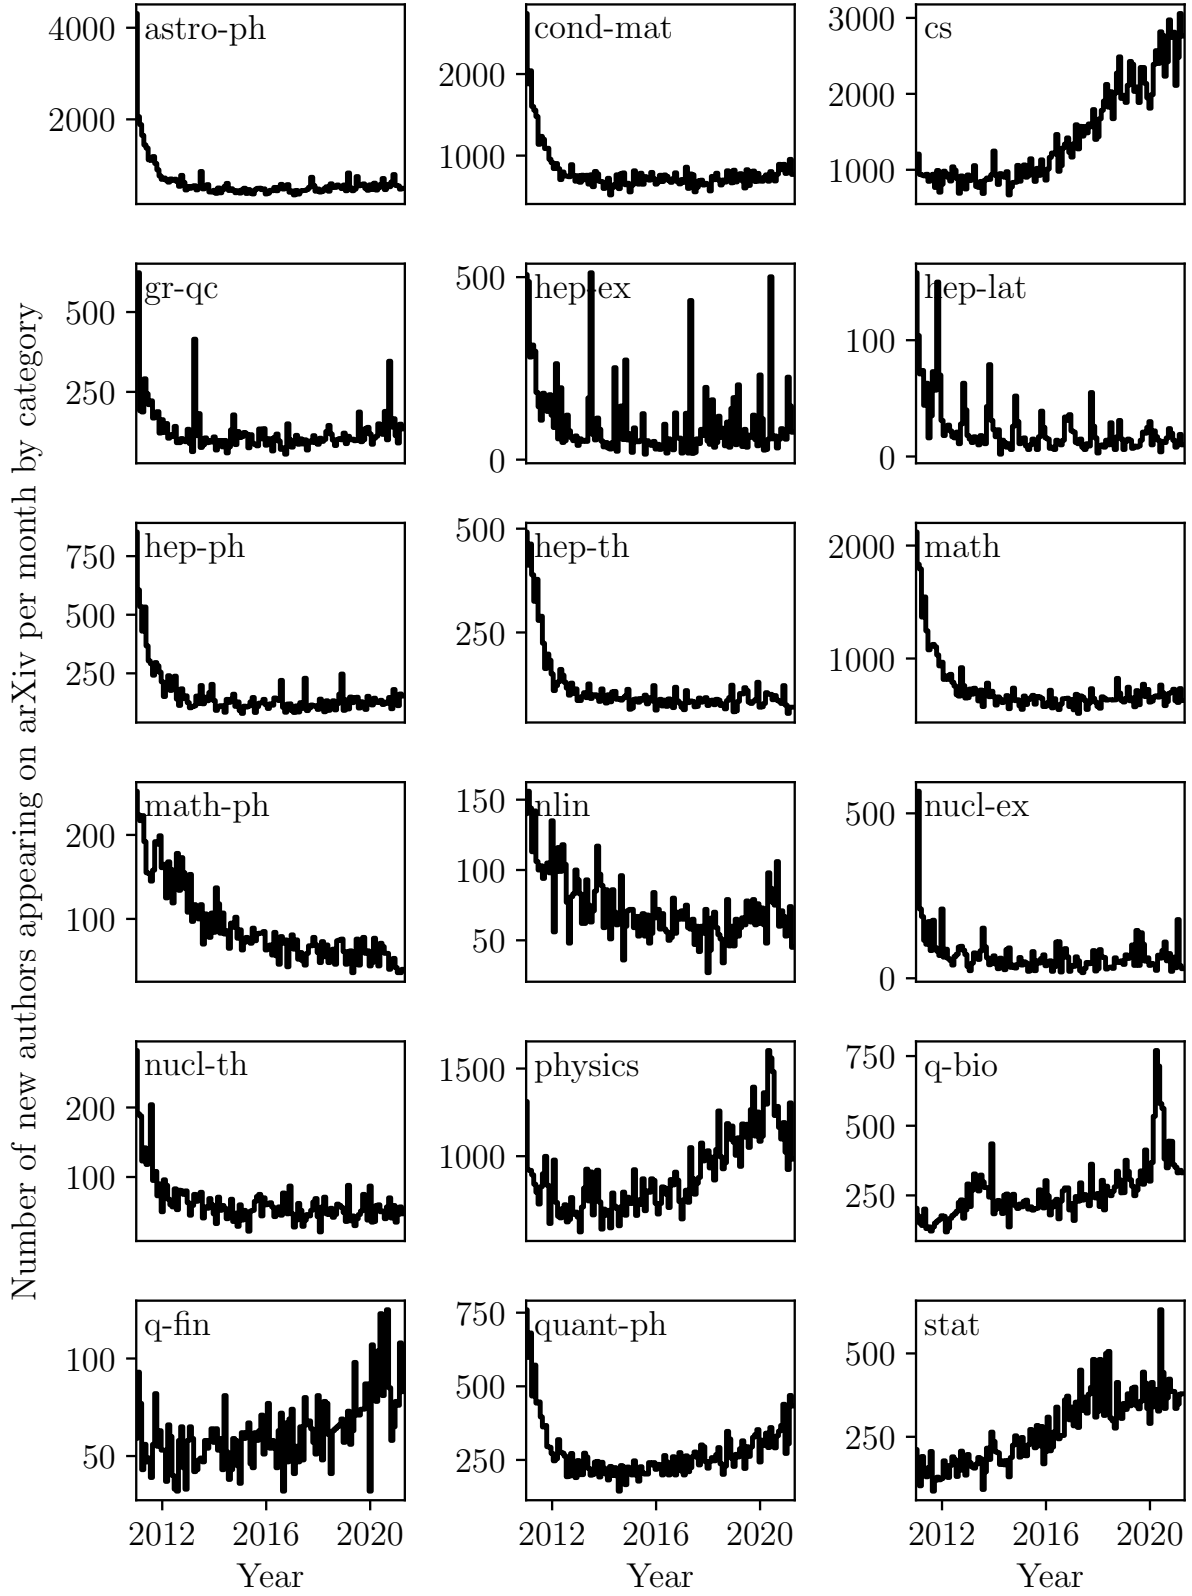 Number of new authors appearing on arXiv per month by category
astro-ph
4000
2000
cond-mat
2000
1000
cs
3000
2000
1000
gr-qc
500
250
hep-ex
500
0
hep-lat
100
0
hep-ph
750
500
250
hep-th
500
250
math
2000
1000
math-ph
200
100
nlin
150
100
50
nucl-ex
500
0
nucl-th
200
100
physics
1500
1000
q-bio
750
500
250
q-fin
100
50
2012 2016 2020
Year
quant-ph
750
500
250
2012 2016 2020
Year
stat
500
250
2012 2016 2020
Year